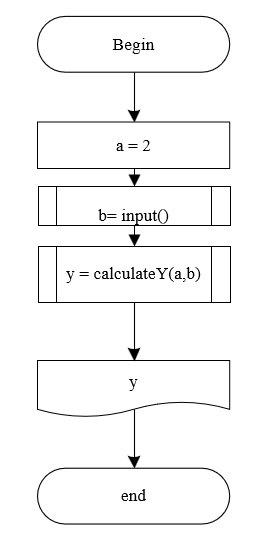 Begin
a = 2
b= input()
y = calculateY(a,b)
y
end